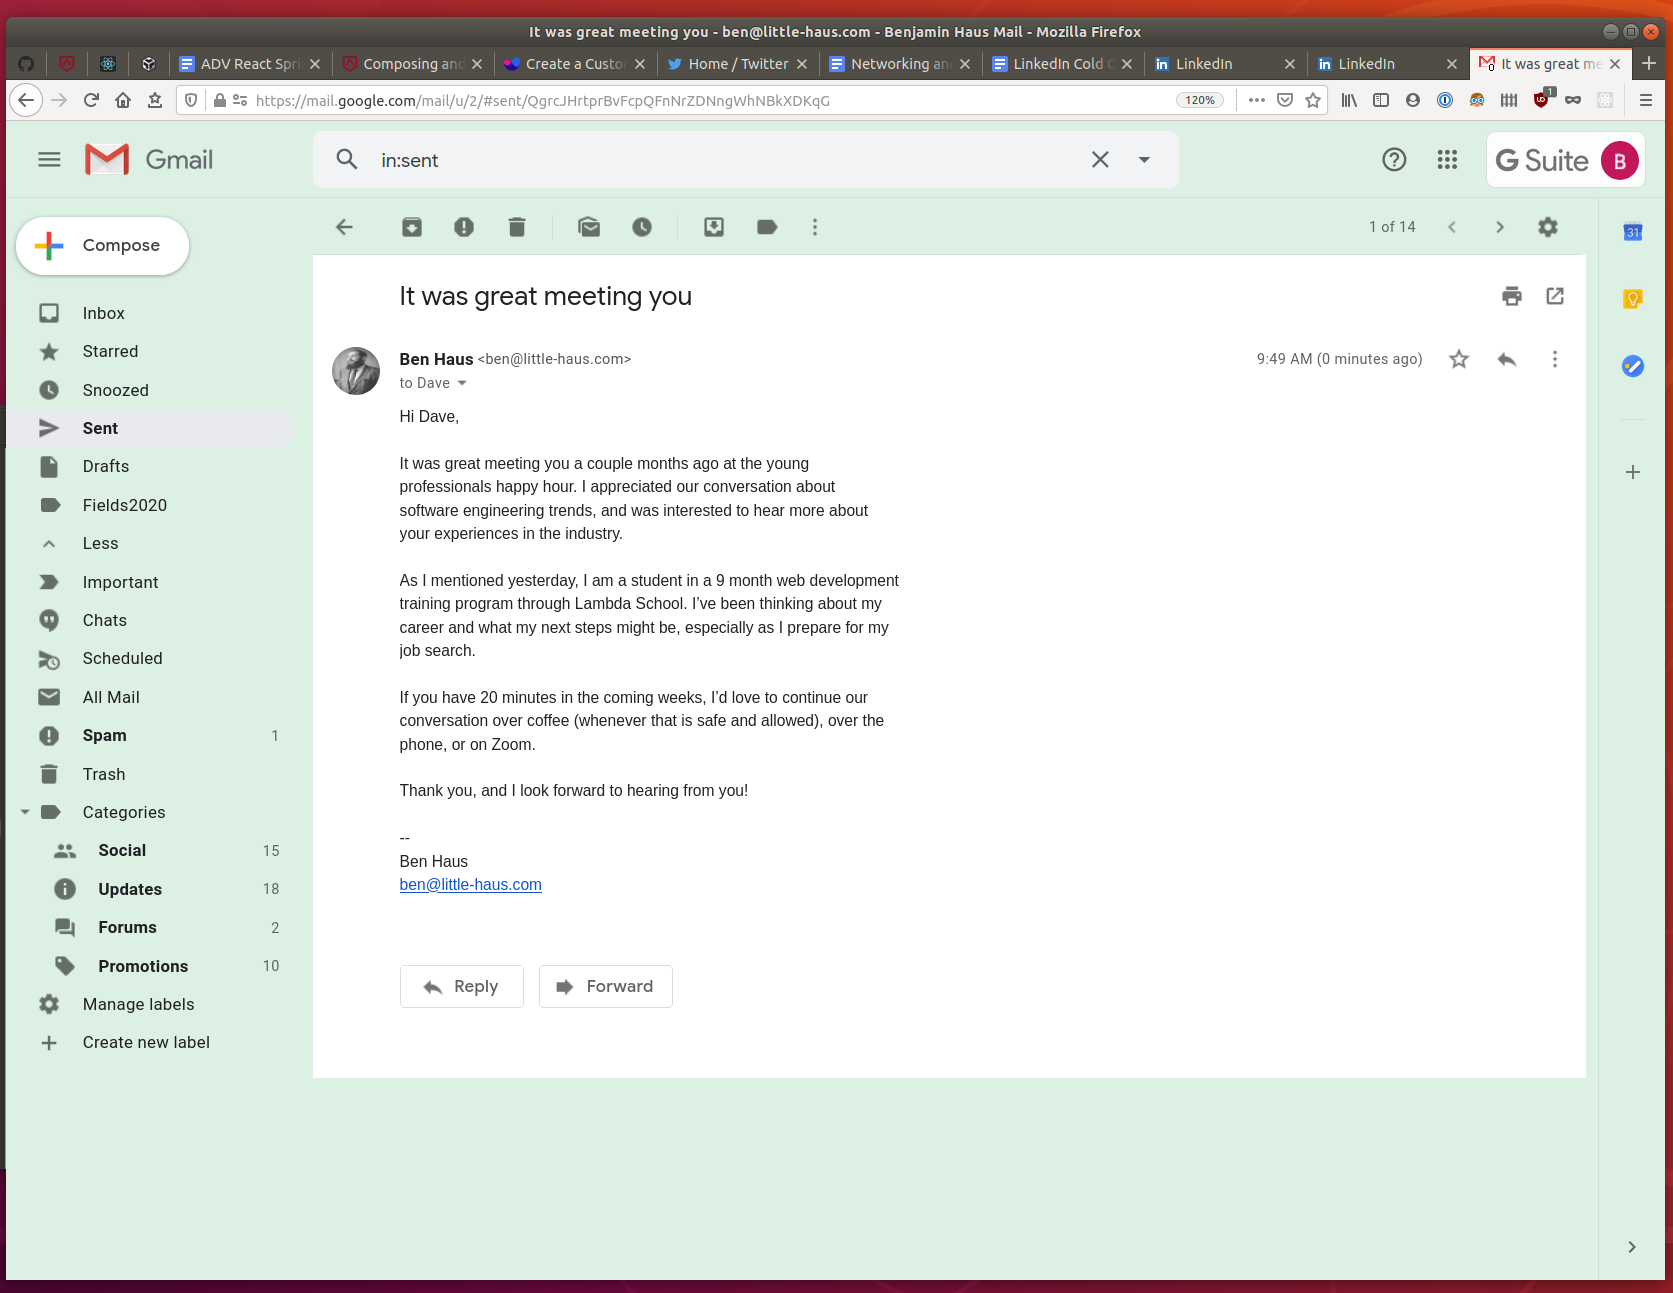 It was great meeting you - ben@little-haus.com - Benjamin Haus Mail - Mozilla Firefox
ADV React Spri
Composing and
Create a Custor
Home / Twitter
Networking an
LinkedIn Cold C
LinkedIn
LinkedIn
It was great me
https://mail.google.com/mail/u/2/#sent/QgrcJHrtprBvFcpQFnNrZDNngWhNBkXDKqG
120%
1
Gmail
in:sent
G Suite
B
Compose
1 of 14
31
Inbox
Starred
Snoozed
Sent
Drafts
Fields2020
Less
Important
Chats
Scheduled
All Mail
Spam 1
Trash
Categories
Social 15
Updates 18
Forums 2
Promotions 10
Manage labels
Create new label
It was great meeting you
Ben Haus <ben@little-haus.com>
9:49 AM (0 minutes ago)
to Dave
Hi Dave,
It was great meeting you a couple months ago at the young
professionals happy hour. I appreciated our conversation about
software engineering trends, and was interested to hear more about
your experiences in the industry.
As I mentioned yesterday, I am a student in a 9 month web development
training program through Lambda School. I've been thinking about my
career and what my next steps might be, especially as I prepare for my
job search.
If you have 20 minutes in the coming weeks, I'd love to continue our
conversation over coffee (whenever that is safe and allowed), over the
phone, or on Zoom.
Thank you, and I look forward to hearing from you!
--
Ben Haus
ben@little-haus.com
Reply
Forward